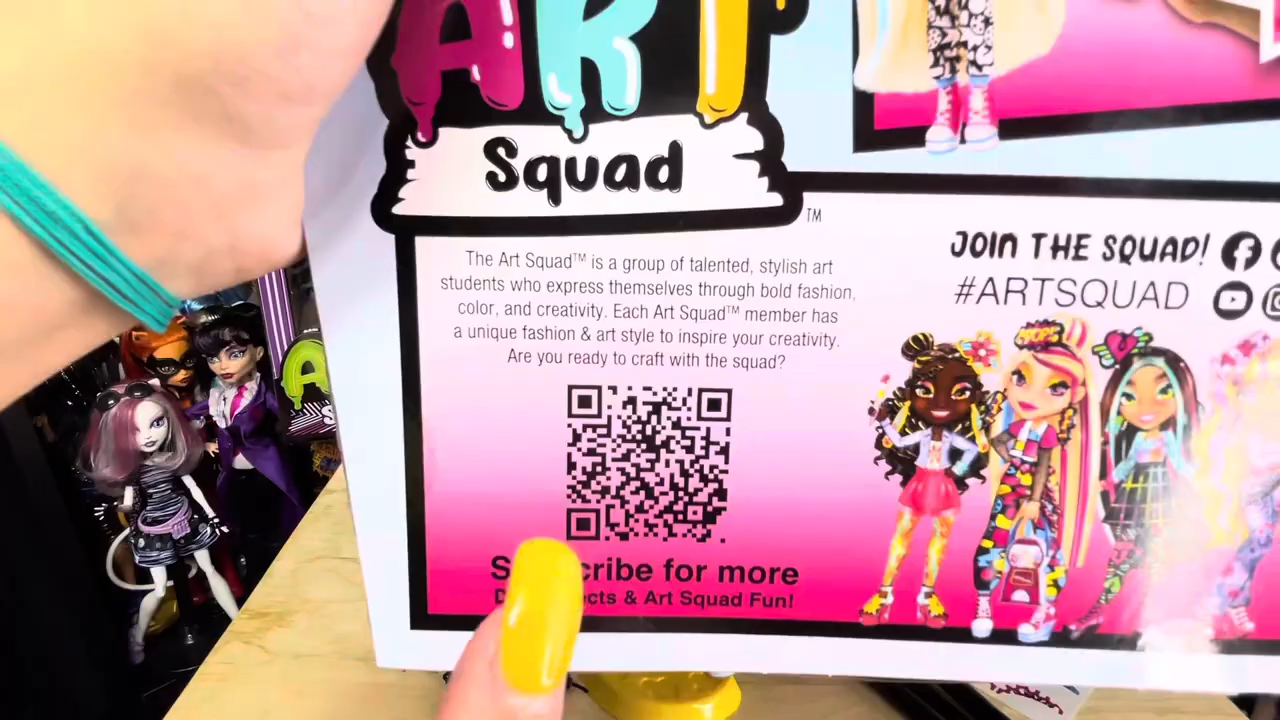 ART
Squad
TM
The Art Squad™ is a group of talented, stylish art
students who express themselves through bold fashion,
color, and creativity. Each Art Squad™ member has
a unique fashion & art style to inspire your creativity.
Are you ready to craft with the squad?
cribe for more
cts & Art Squad Fun!
JOIN THE SQUAD!
#ARTSQUAD